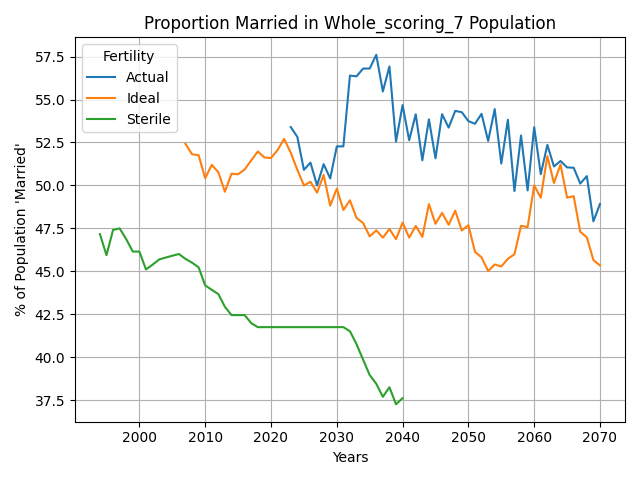 Proportion Married in Whole_scoring_7 Population
Fertility
Actual
Ideal
Sterile
57.5
55.0
52.5
50.0
47.5
45.0
42.5
40.0
37.5
% of Population 'Married'
2000 2010 2020 2030 2040 2050 2060 2070
Years